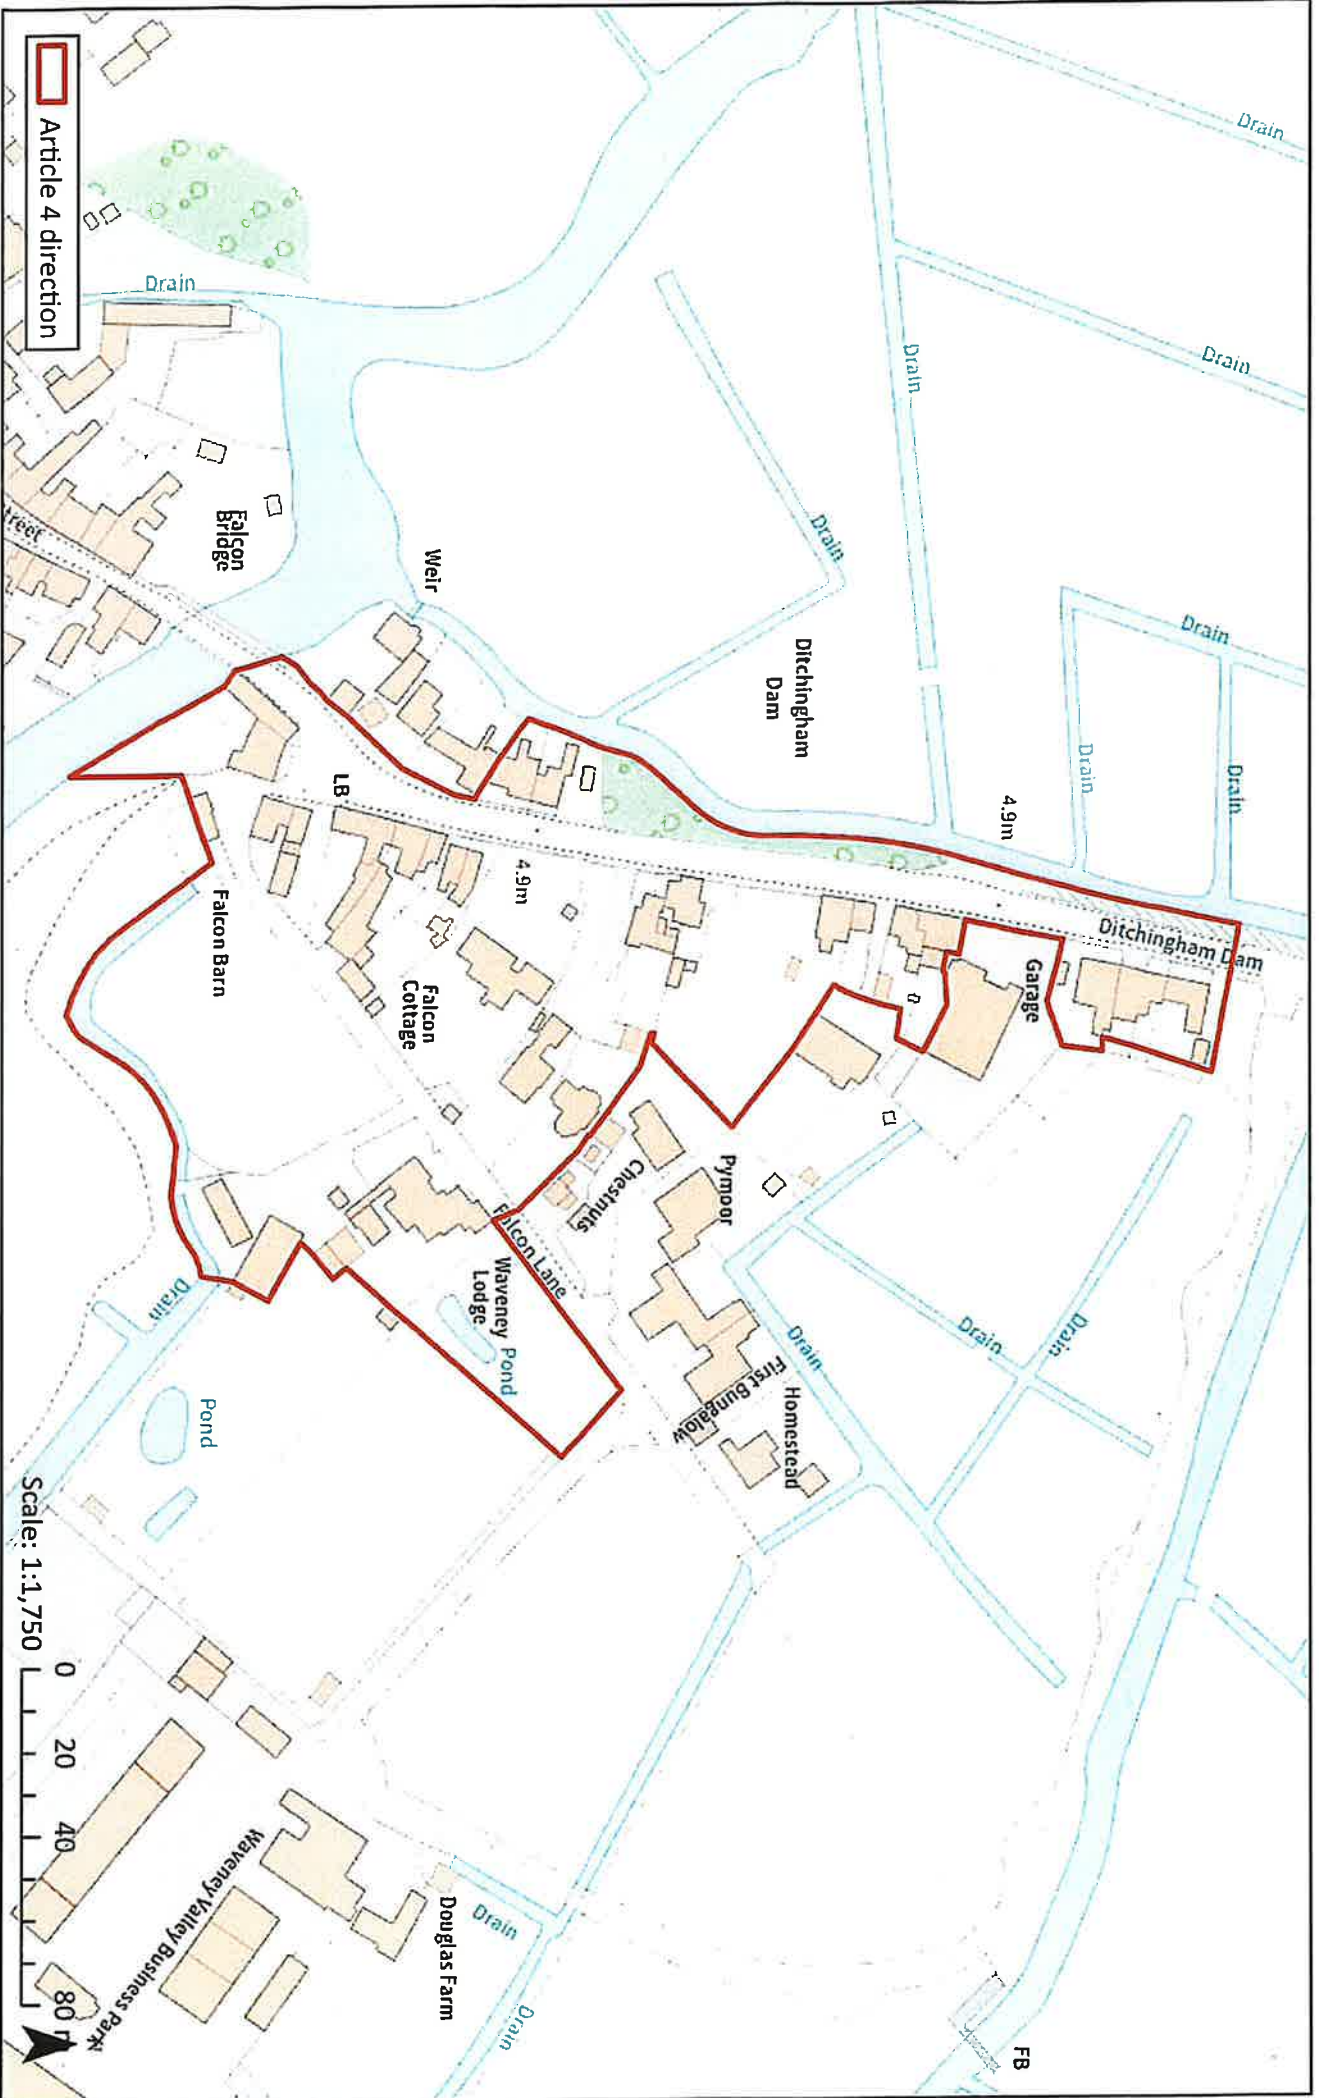 Drain
Drain
Drain
Drain
Drain
Drain
Drain
Drain
4.9m
Ditchingham Dam
Ditchingham
Dam
Garage
Weir
Falcon
Bridge
treet
LB
4.9m
Falcon
Cottage
Falcon Barn
Chestnuts
Pymoor
Falcon Lane
Waveney
Lodge
Pond
First Bungalow
Homestead
Drain
Drain
Drain
Drain
Pond
Douglas Farm
Drain
Drain
Waveney Valley Business Park
FB
Article 4 direction
Scale: 1:1,750
0 20 40 80 m
N